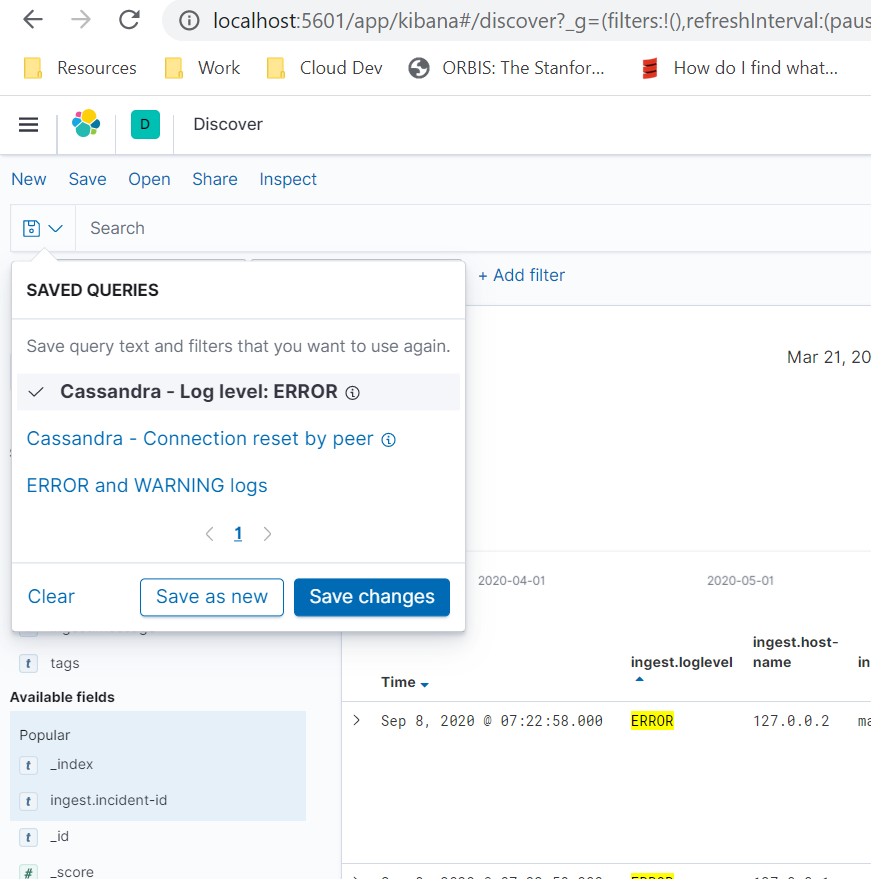 localhost:5601/app/kibana#/discover?_g=(filters:!(),refreshInterval:(paus
Resources Work Cloud Dev ORBIS: The Stanfor... How do I find what...
D Discover
New Save Open Share Inspect
Search
+ Add filter
SAVED QUERIES
Save query text and filters that you want to use again.
Mar 21, 20
Cassandra - Log level: ERROR
Cassandra - Connection reset by peer
ERROR and WARNING logs
1
Clear Save as new Save changes
2020-04-01 2020-05-01
t tags
Available fields
Popular
t _index
t ingest.incident-id
t _id
# _score
Time ingest.loglevel ingest.host-
name in
Sep 8, 2020 @ 07:22:58.000 ERROR 127.0.0.2 ma